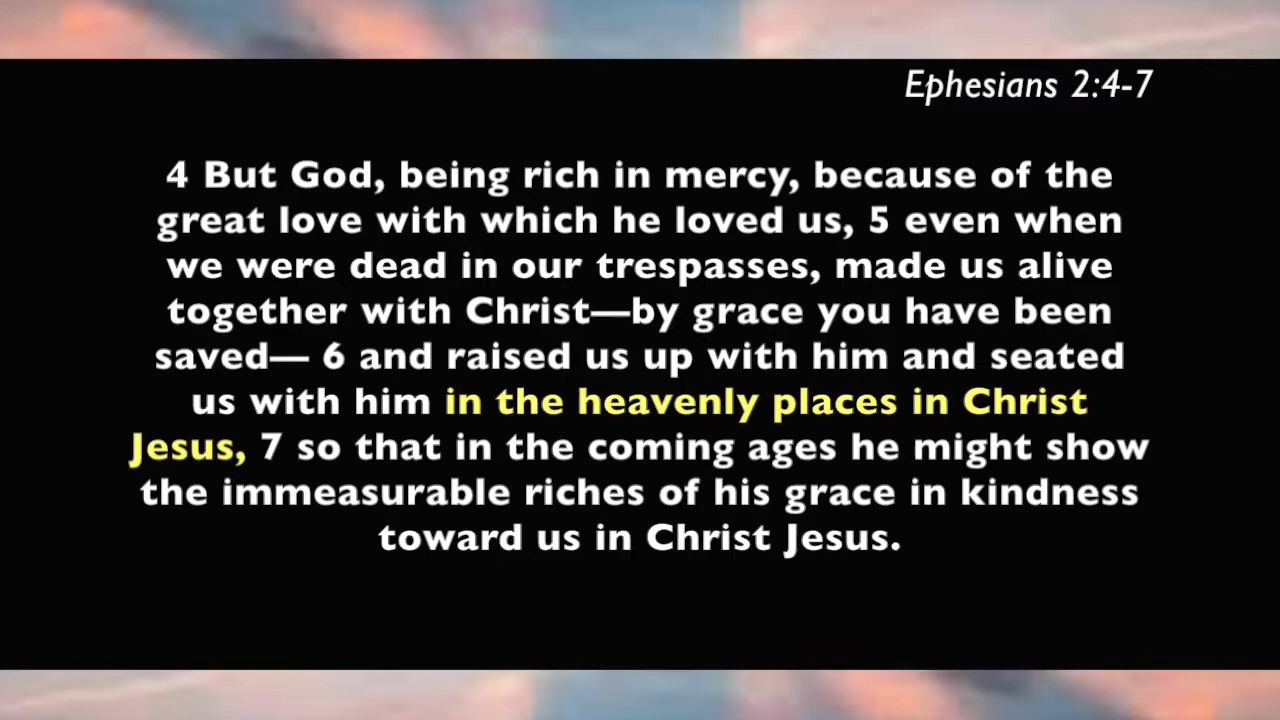 Ephesians 2:4-7
4 But God, being rich in mercy, because of the
great love with which he loved us, 5 even when
we were dead in our trespasses, made us alive
together with Christ—by grace you have been
saved— 6 and raised us up with him and seated
us with him in the heavenly places in Christ
Jesus, 7 so that in the coming ages he might show
the immeasurable riches of his grace in kindness
toward us in Christ Jesus.